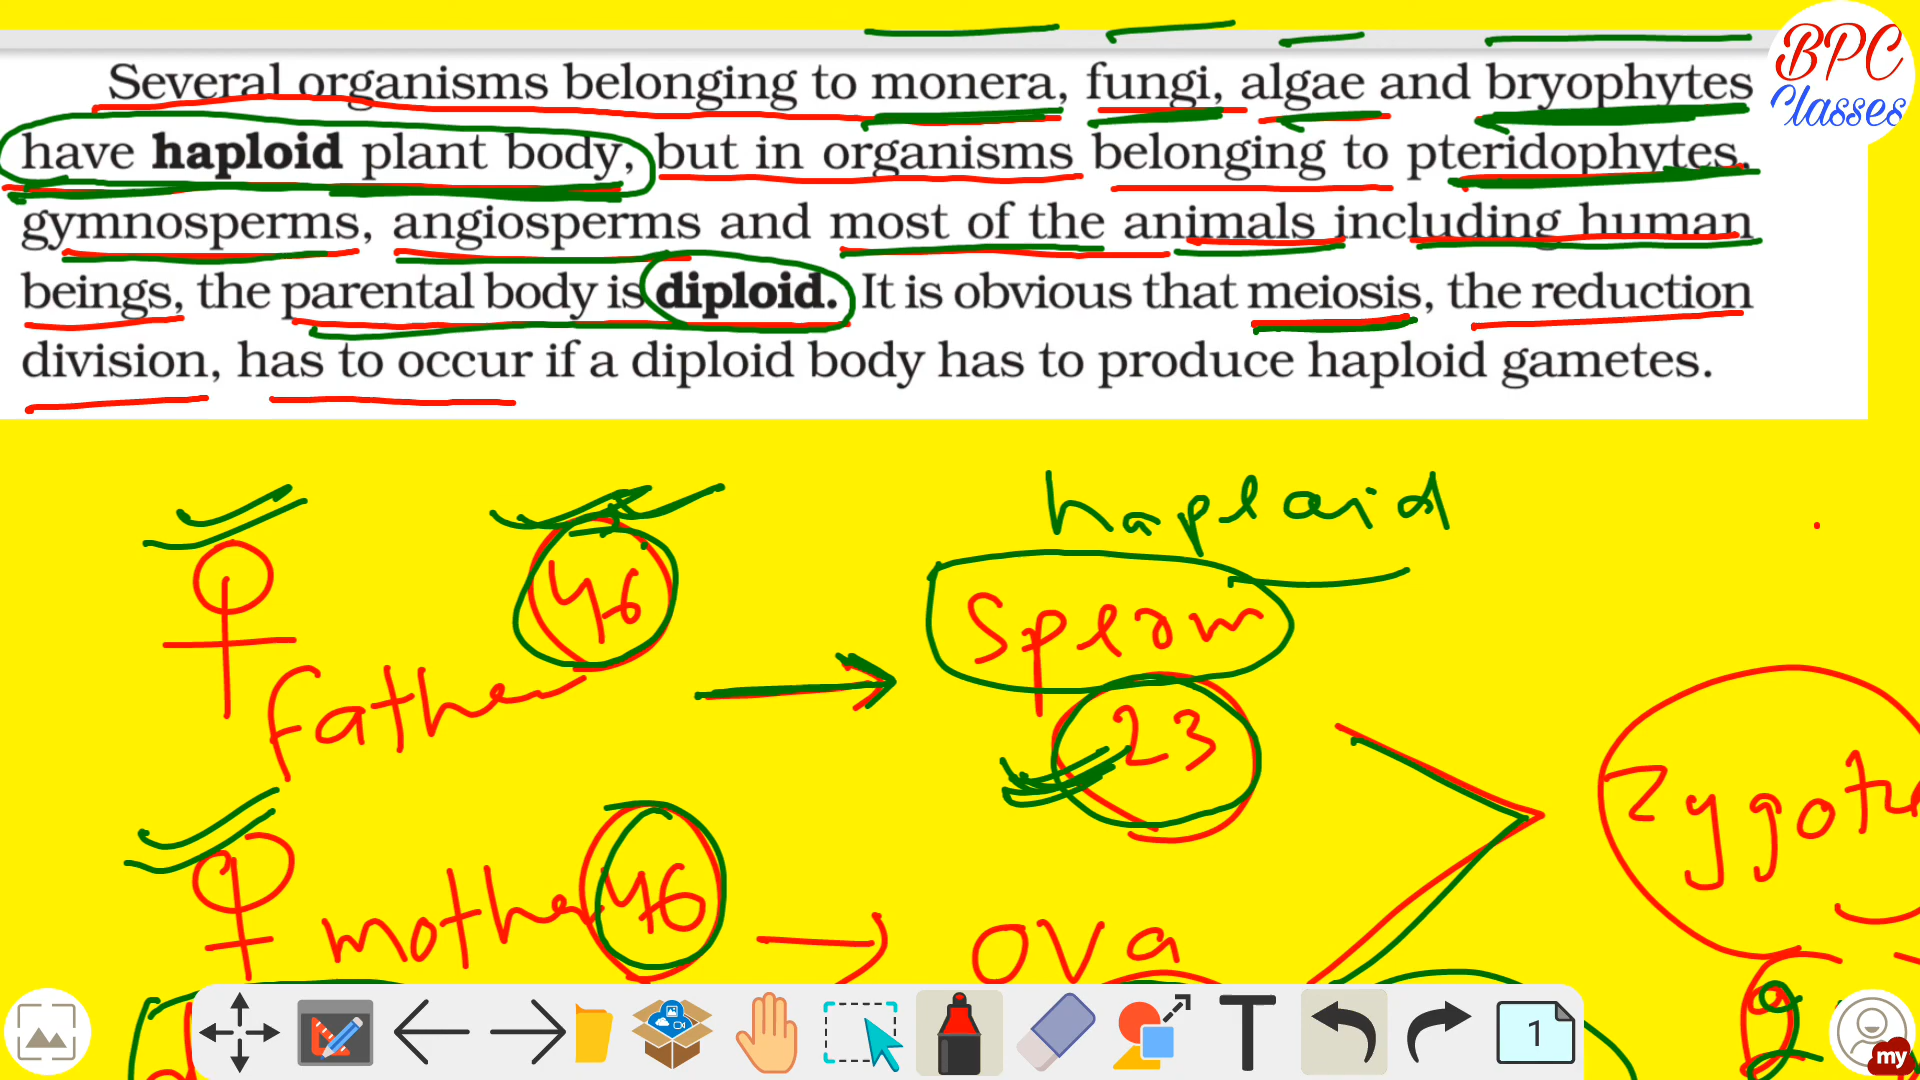 BPC
Classes
Several organisms belonging to monera, fungi, algae and bryophytes
have haploid plant body, but in organisms belonging to pteridophytes,
gymnosperms, angiosperms and most of the animals including human
beings, the parental body is diploid. It is obvious that meiosis, the reduction
division, has to occur if a diploid body has to produce haploid gametes.
haploid
46
Sperm
father
23
Zygote
mother 46
ova
T
1
my